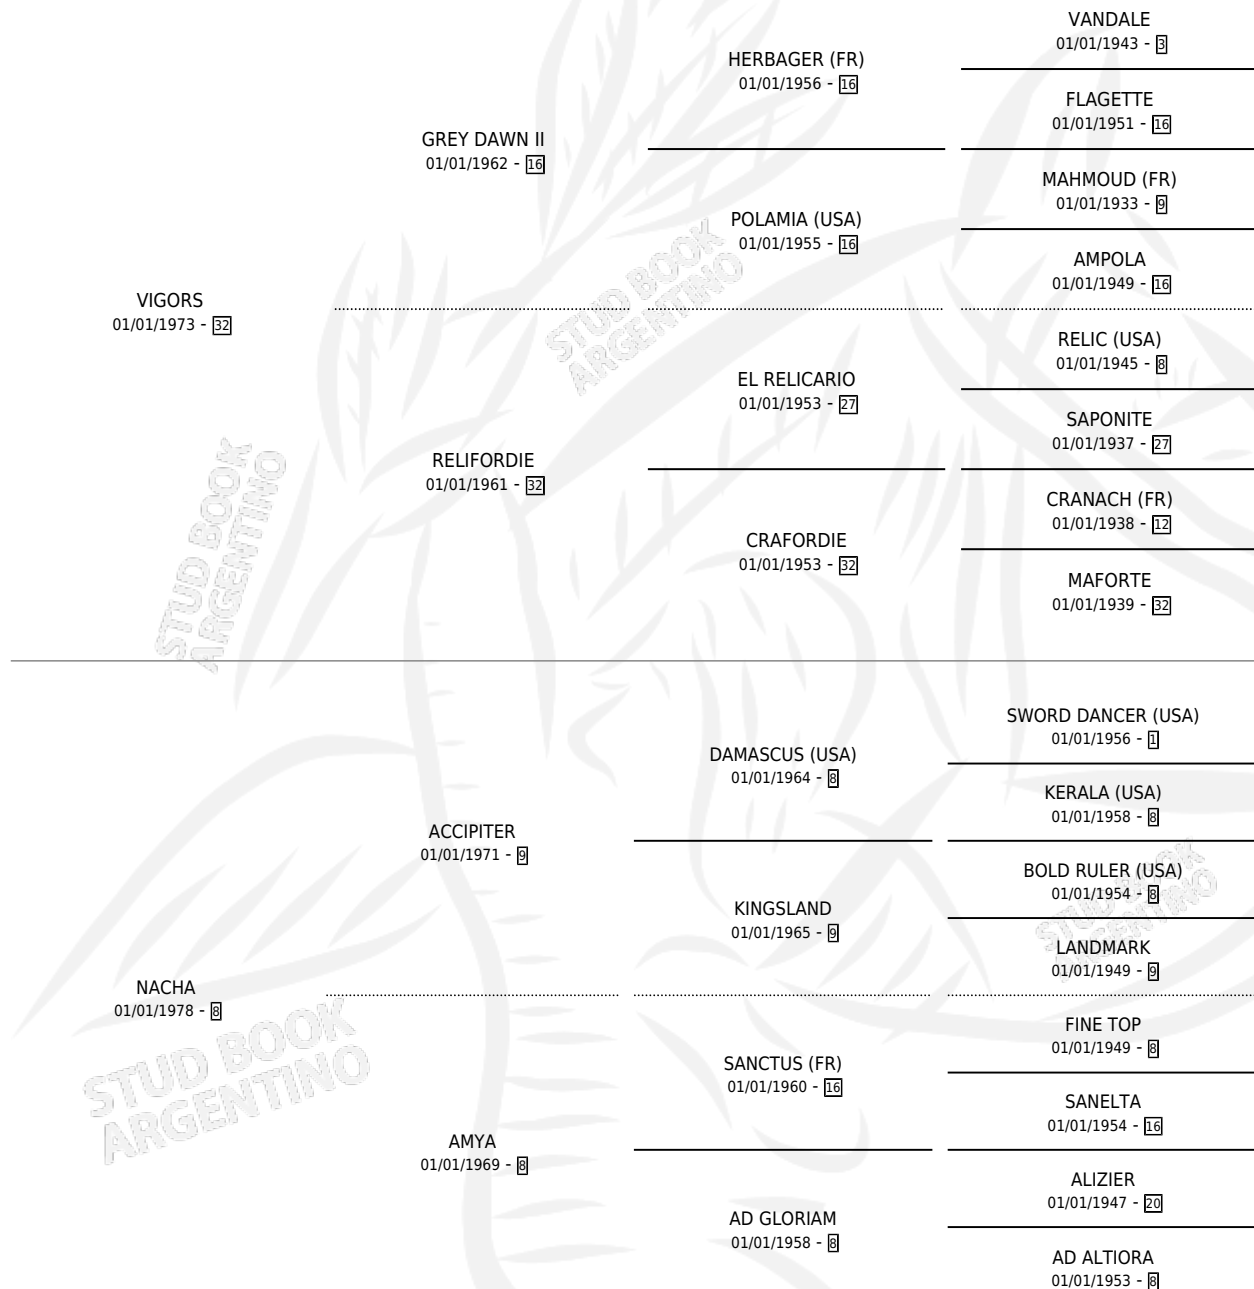 VANDALE
01/01/1943 - 3
HERBAGER (FR)
01/01/1956 - 16
FLAGETTE
01/01/1951 - 16
GREY DAWN II
01/01/1962 - 16
MAHMOUD (FR)
01/01/1933 - 9
POLAMIA (USA)
01/01/1955 - 16
AMPOLA
01/01/1949 - 16
VIGORS
01/01/1973 - 32
STUD BOOK
ARGENTINO
RELIC (USA)
01/01/1945 - 8
EL RELICARIO
01/01/1953 - 27
SAPONITE
01/01/1937 - 27
RELIFORDIE
01/01/1961 - 32
CRANACH (FR)
01/01/1938 - 12
CRAFORDIE
01/01/1953 - 32
MAFORTE
01/01/1939 - 32
STUD BOOK
ARGENTINO
SWORD DANCER (USA)
01/01/1956 - 1
DAMASCUS (USA)
01/01/1964 - 8
KERALA (USA)
01/01/1958 - 8
ACCIPITER
01/01/1971 - 9
BOLD RULER (USA)
01/01/1954 - 8
KINGSLAND
01/01/1965 - 9
STUD BOOK
ARGENTINO
LANDMARK
01/01/1949 - 9
NACHA
01/01/1978 - 8
STUD BOOK
ARGENTINO
FINE TOP
01/01/1949 - 8
SANCTUS (FR)
01/01/1960 - 16
SANELTA
01/01/1954 - 16
AMYA
01/01/1969 - 8
ALIZIER
01/01/1947 - 20
AD GLORIAM
01/01/1958 - 8
AD ALTIORA
01/01/1953 - 8